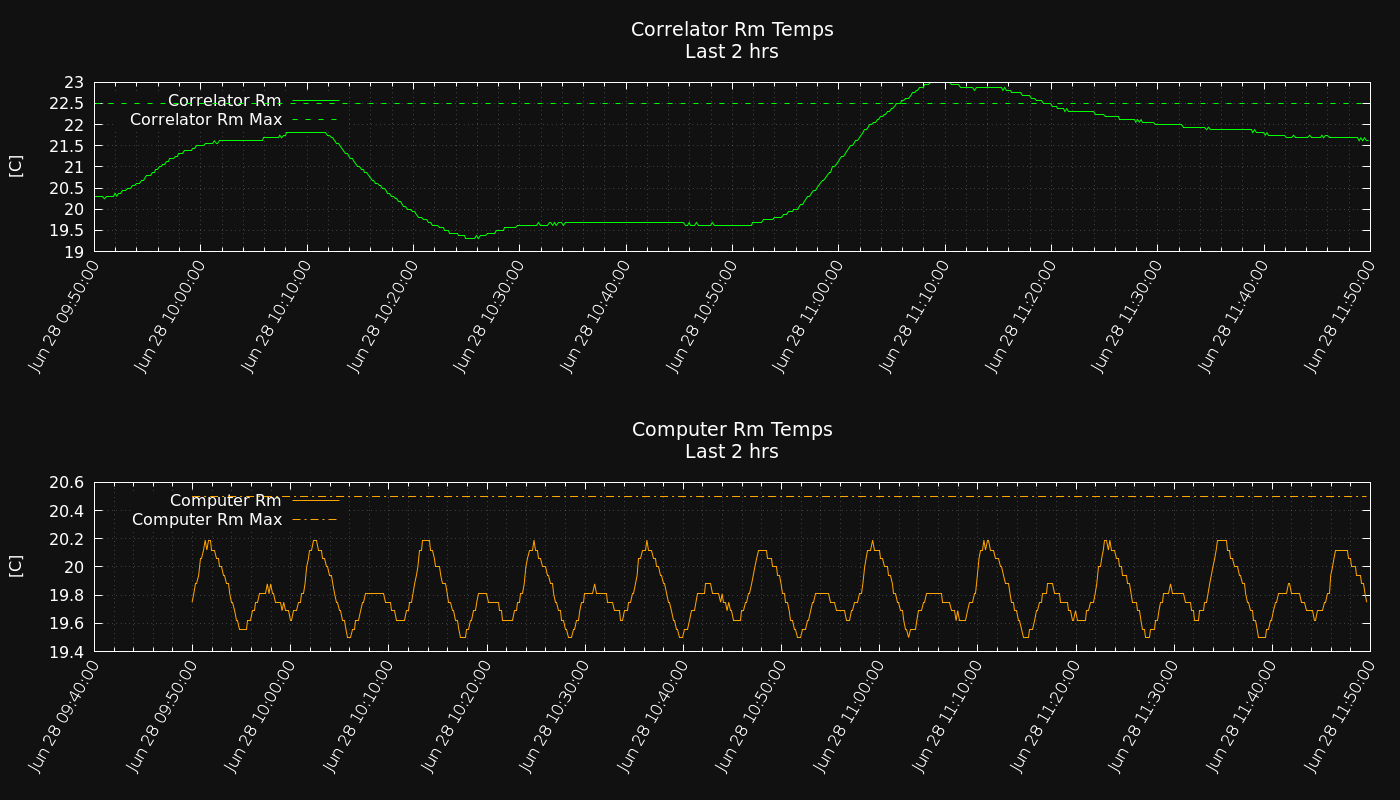 Correlator Rm Temps
Last 2 hrs
23
22.5
22
21.5
21
20.5
20
19.5
19
[C]
Correlator Rm
Correlator Rm Max
Jun 28 09:50:00
Jun 28 10:00:00
Jun 28 10:10:00
Jun 28 10:20:00
Jun 28 10:30:00
Jun 28 10:40:00
Jun 28 10:50:00
Jun 28 11:00:00
Jun 28 11:10:00
Jun 28 11:20:00
Jun 28 11:30:00
Jun 28 11:40:00
Jun 28 11:50:00
Computer Rm Temps
Last 2 hrs
20.6
20.4
20.2
20
19.8
19.6
19.4
[C]
Computer Rm
Computer Rm Max
Jun 28 09:40:00
Jun 28 09:50:00
Jun 28 10:00:00
Jun 28 10:10:00
Jun 28 10:20:00
Jun 28 10:30:00
Jun 28 10:40:00
Jun 28 10:50:00
Jun 28 11:00:00
Jun 28 11:10:00
Jun 28 11:20:00
Jun 28 11:30:00
Jun 28 11:40:00
Jun 28 11:50:00